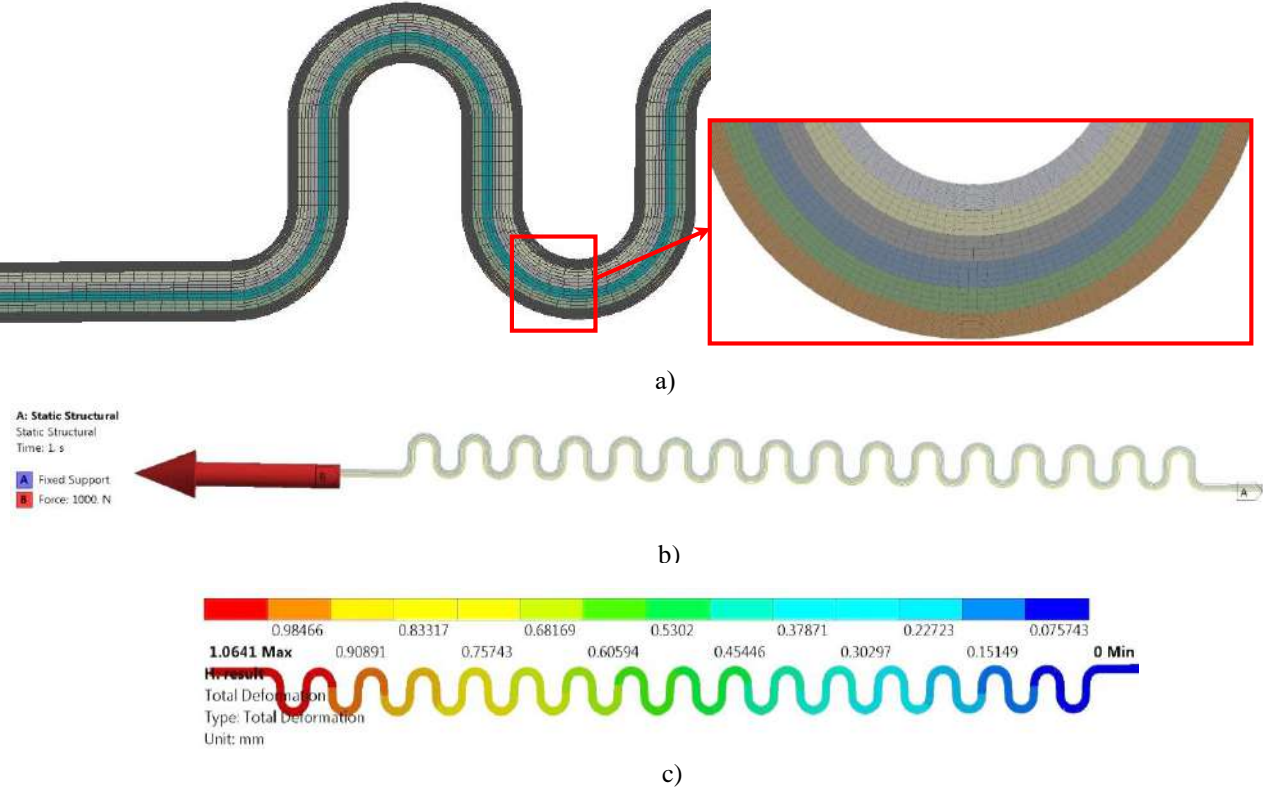 a)
A: Static Structural
Static Structural
Time: 1. s
A Fixed Support
B Force: 1000. N
B
A
b)
0.98466 0.83317 0.68169 0.5302 0.37871 0.22723 0.075743
1.0641 Max 0.90891 0.75743 0.60594 0.45446 0.30297 0.15149 0 Min
H: result
Total Deformation
Type: Total Deformation
Unit: mm
c)